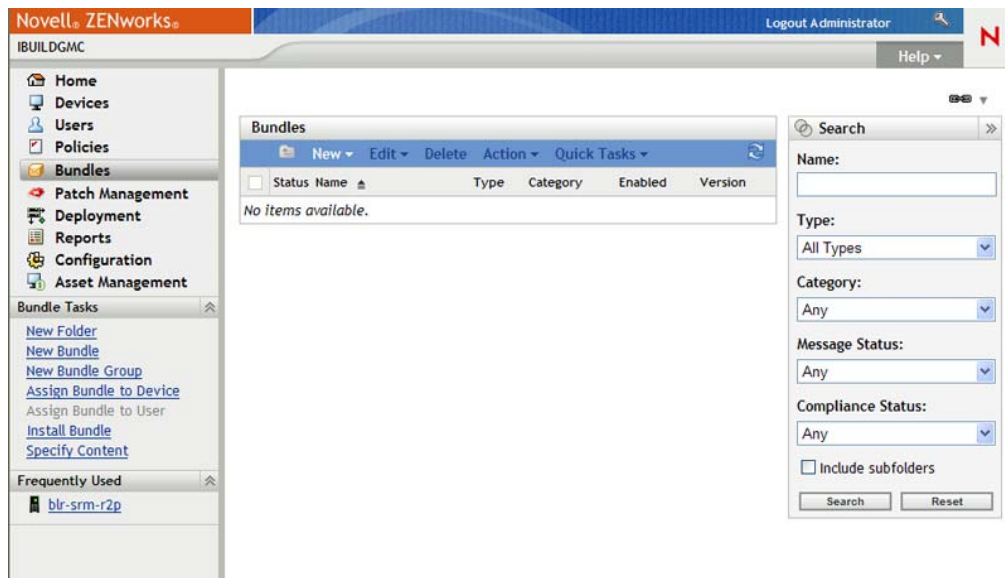 Novell® ZENworks®
Logout Administrator
N
IBUILDGMC
Help
Home
Devices
Users
Policies
Bundles
Patch Management
Deployment
Reports
Configuration
Asset Management
Bundle Tasks
New Folder
New Bundle
New Bundle Group
Assign Bundle to Device
Assign Bundle to User
Install Bundle
Specify Content
Frequently Used
blr-srm-r2p
Bundles
New Edit Delete Action Quick Tasks
Status Name Type Category Enabled Version
No items available.
Search
Name:
Type:
All Types
Category:
Any
Message Status:
Any
Compliance Status:
Any
Include subfolders
Search Reset